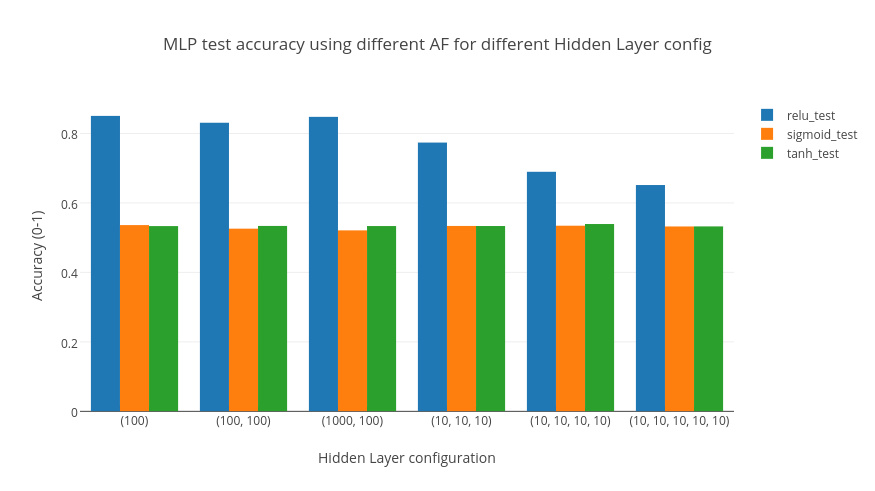 MLP test accuracy using different AF for different Hidden Layer config
relu_test
sigmoid_test
tanh_test
Accuracy (0-1)
0.8
0.6
0.4
0.2
0
(100)
(100, 100)
(1000, 100)
(10, 10, 10)
(10, 10, 10, 10)
(10, 10, 10, 10, 10)
Hidden Layer configuration